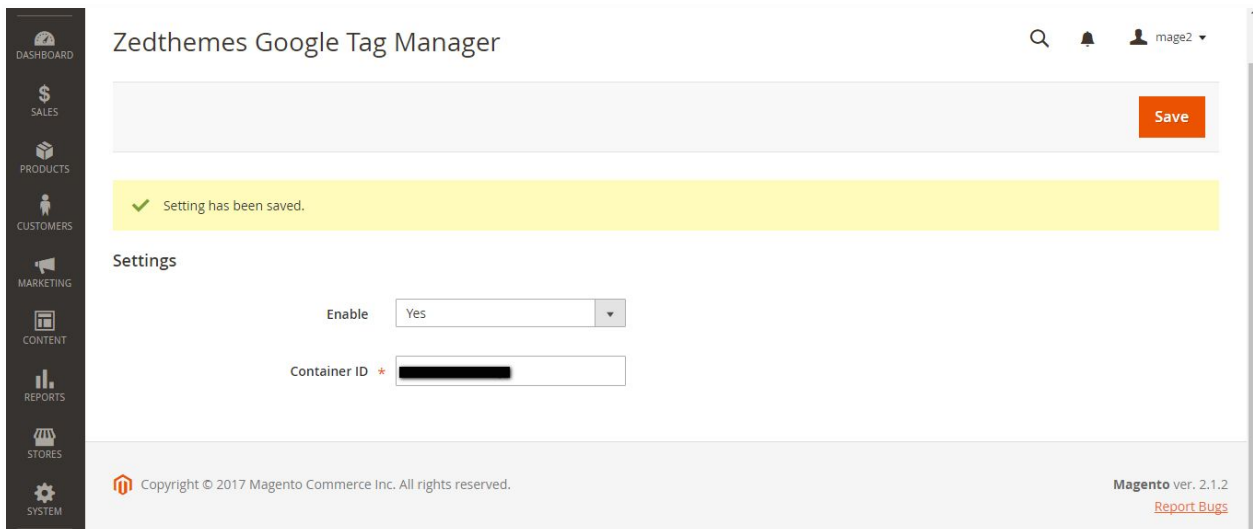 DASHBOARD
SALES
PRODUCTS
CUSTOMERS
MARKETING
CONTENT
REPORTS
STORES
SYSTEM
Zedthemes Google Tag Manager
mage2
Save
Setting has been saved.
Settings
Enable
Yes
Container ID *
Copyright © 2017 Magento Commerce Inc. All rights reserved.
Magento ver. 2.1.2
Report Bugs